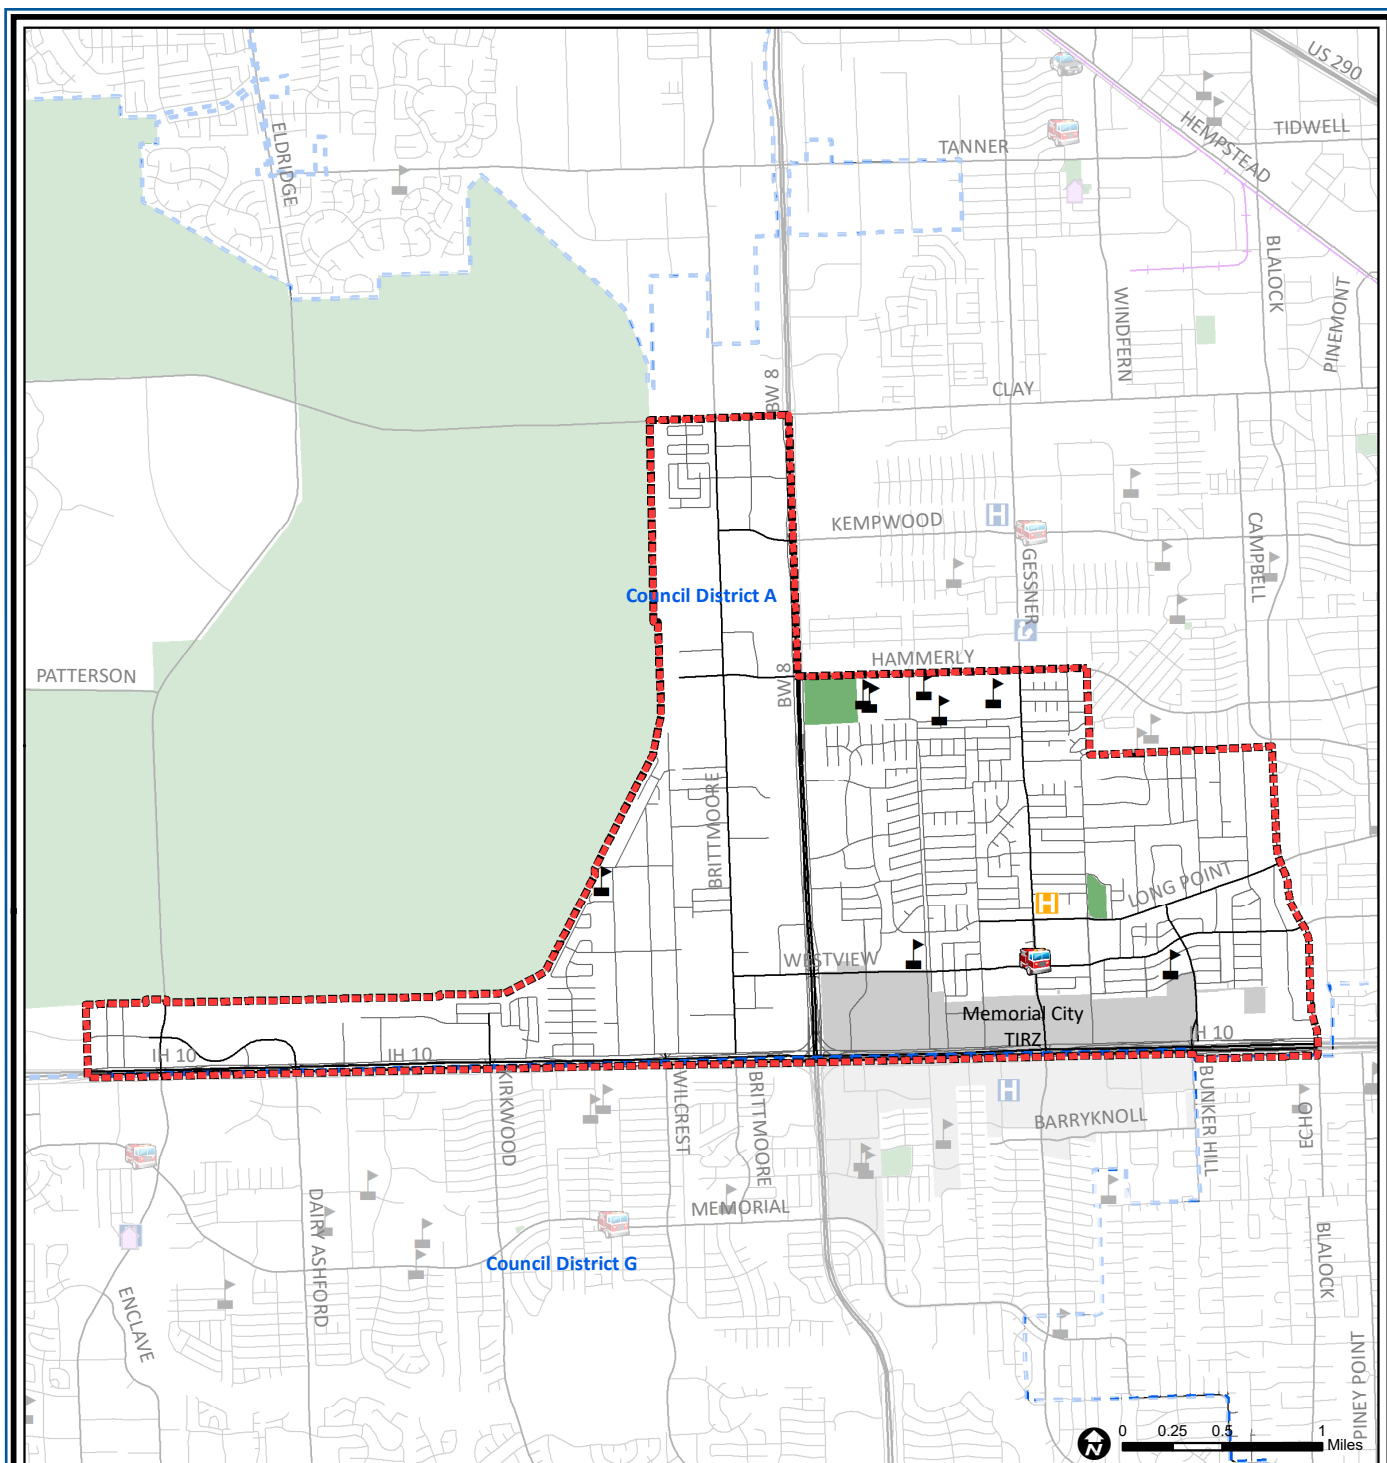 US 290
ELDRIDGE
TANNER
HEMPSTEAD
TIDWELL
BLALOCK
WINDFERN
PINEMONT
BW 8
CLAY
KEMPWOOD
GESSNER
CAMPBELL
Council District A
HAMMERLY
PATTERSON
BW 8
BRITTMOORE
LONG POINT
WESTVIEW
Memorial City
TIRZ
IH 10
IH 10
IH 10
KIRKWOOD
WILCREST
BRITTMOORE
BARRYKNOLL
BUNKER HILL
ECHO
MEMORIAL
DAIRY ASHFORD
Council District G
BLALOCK
ENCLAVE
PINEY POINT
N
0 0.25 0.5 1
Miles
H
H
H